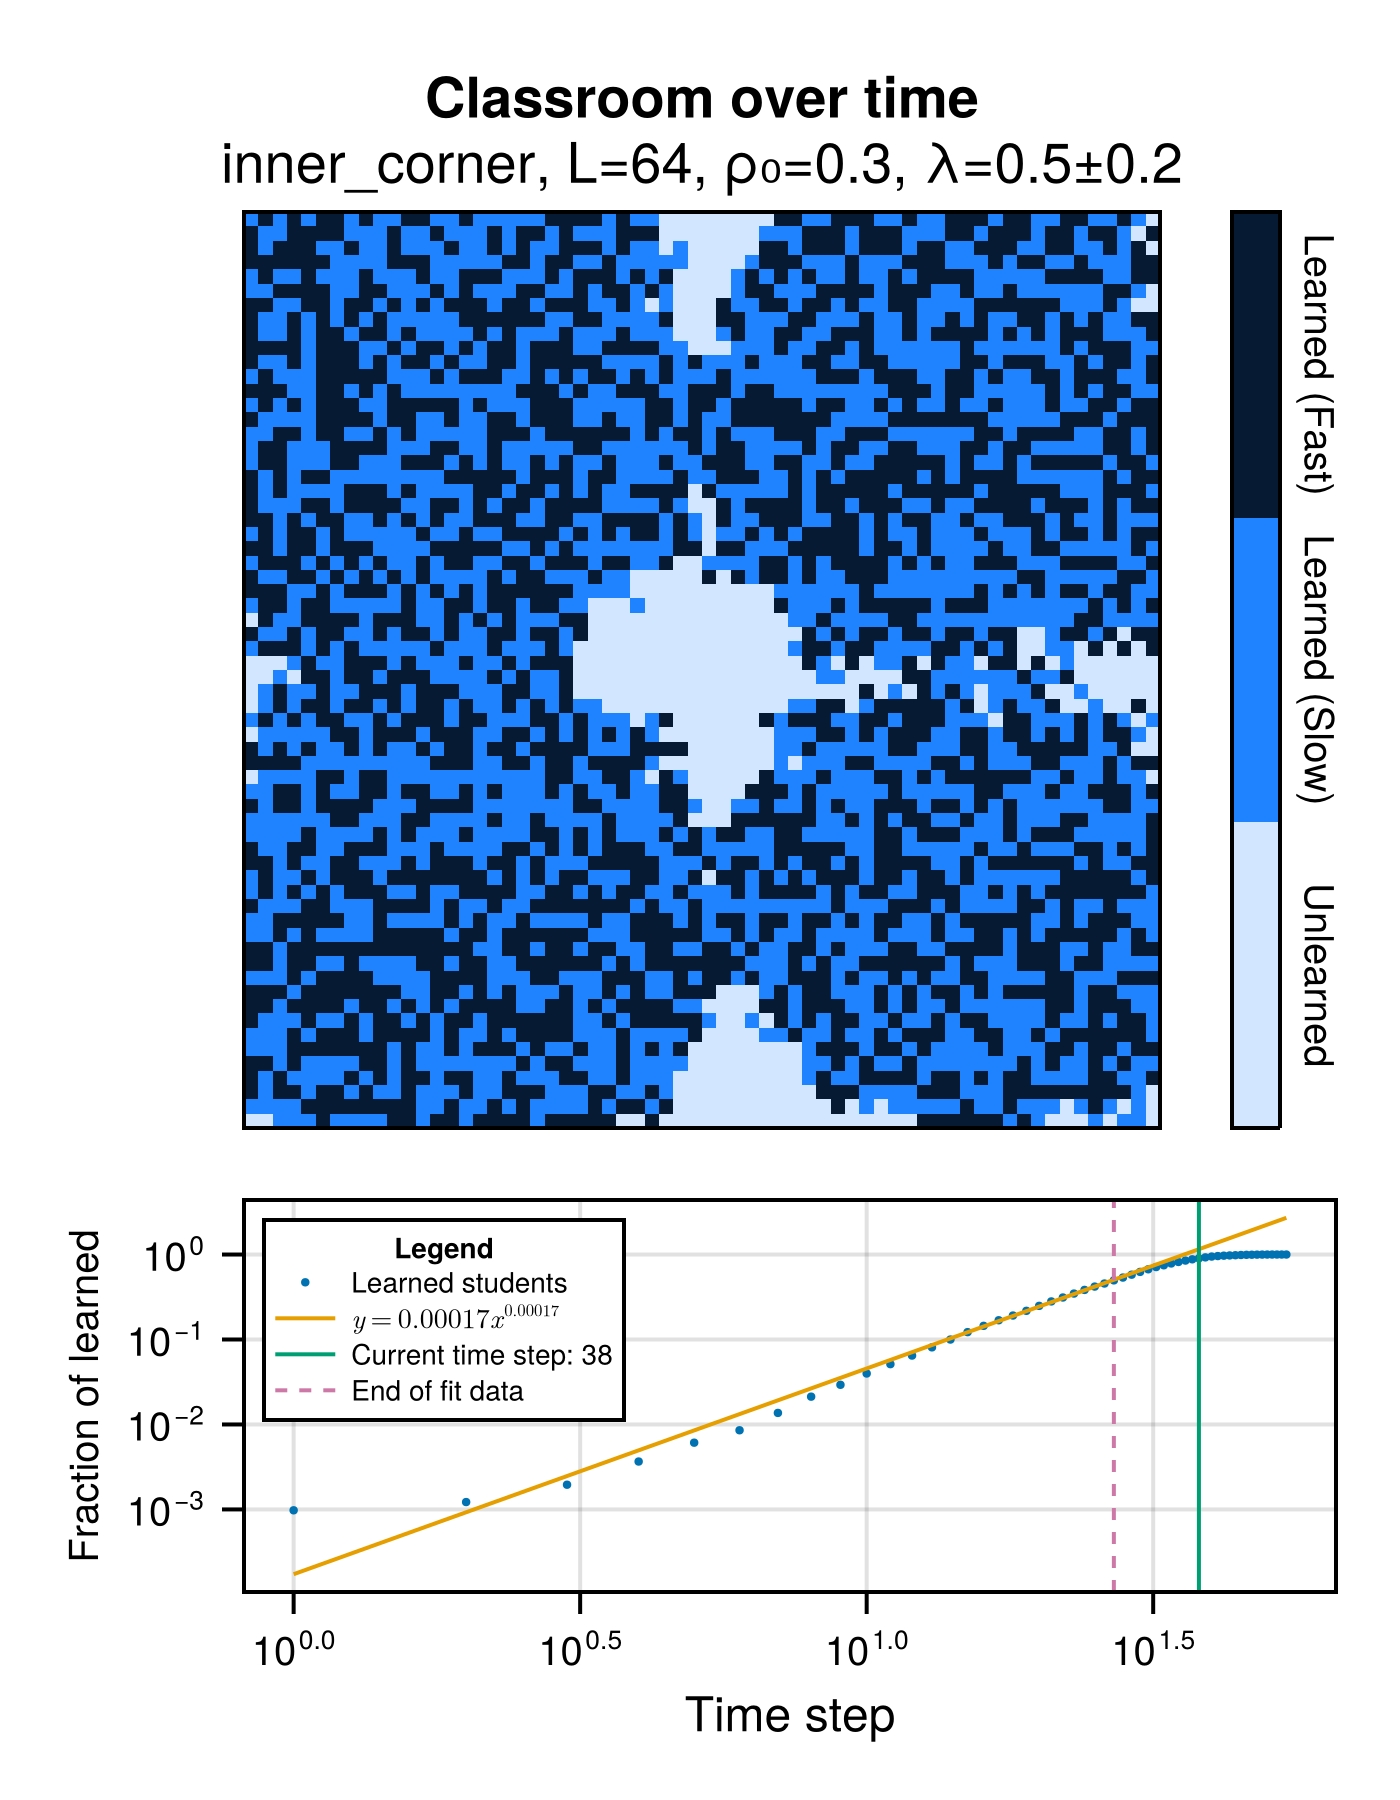 Classroom over time
inner_corner, L=64, ρ₀=0.3, λ=0.5±0.2
Learned (Fast)
Learned (Slow)
Unlearned
Fraction of learned
10⁰
10⁻¹
10⁻²
10⁻³
Legend
Learned students
y = 0.00017x^0.00017
Current time step: 38
End of fit data
10^0.0
10^0.5
10^1.0
10^1.5
Time step